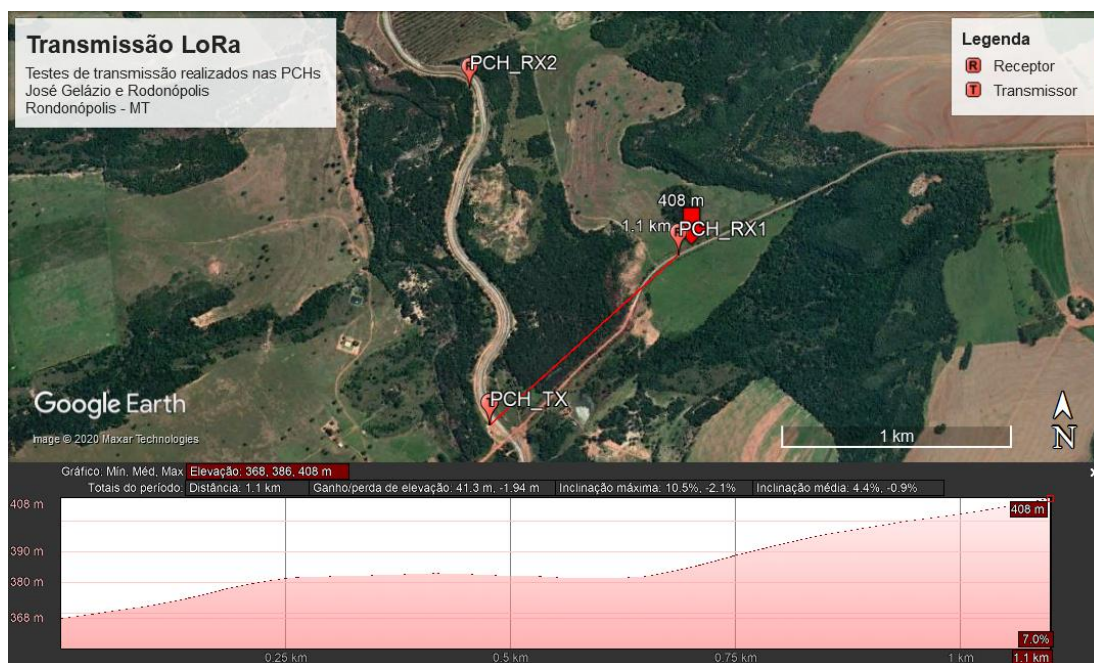 Transmissão LoRa
Testes de transmissão realizados nas PCHs
José Gelázio e Rodonópolis
Rondonópolis - MT
Legenda
R Receptor
T Transmissor
PCH_RX2
408 m
1.1 km PCH_RX1
PCH_TX
Google Earth
Image © 2020 Maxar Technologies
1 km
N
Gráfico: Mín, Méd, Max Elevação: 368, 386, 408 m
Totais do período: Distância: 1.1 km Ganho/perda de elevação: 41.3 m, -1.94 m Inclinação máxima: 10.5%, -2.1% Inclinação média: 4.4%, -0.9%
408 m
408 m
390 m
380 m
368 m
7.0%
0.25 km 0.5 km 0.75 km 1 km 1.1 km